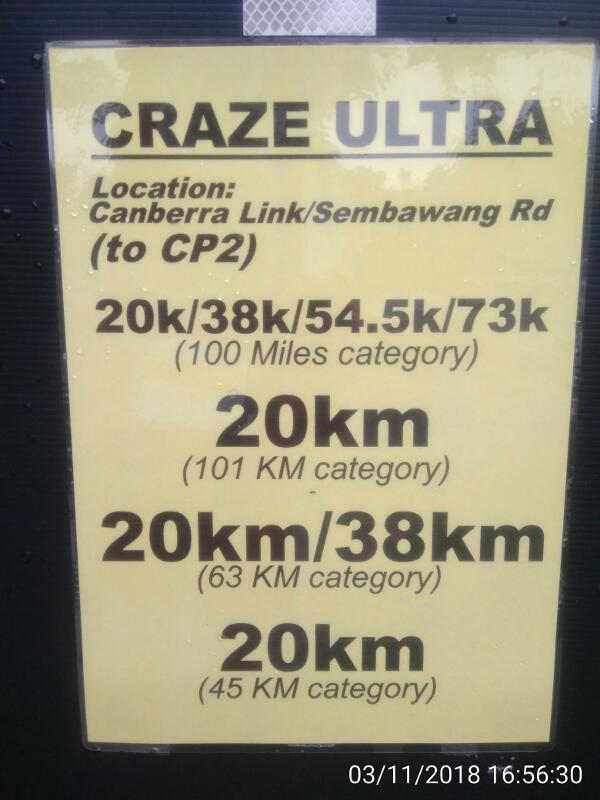 CRAZE ULTRA
Location:
Canberra Link/Sembawang Rd
(to CP2)
20k/38k/54.5k/73k
(100 Miles category)
20km
(101 KM category)
20km/38km
(63 KM category)
20km
(45 KM category)
03/11/2018 16:56:30